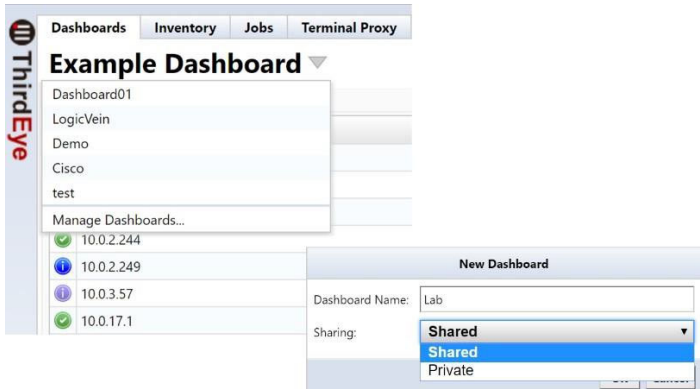 ThirdEye
Dashboards Inventory Jobs Terminal Proxy
Example Dashboard
Dashboard01
LogicVein
Demo
Cisco
test
Manage Dashboards...
10.0.2.244
10.0.2.249
10.0.3.57
10.0.17.1
New Dashboard
Dashboard Name: Lab
Sharing: Shared
Shared
Private